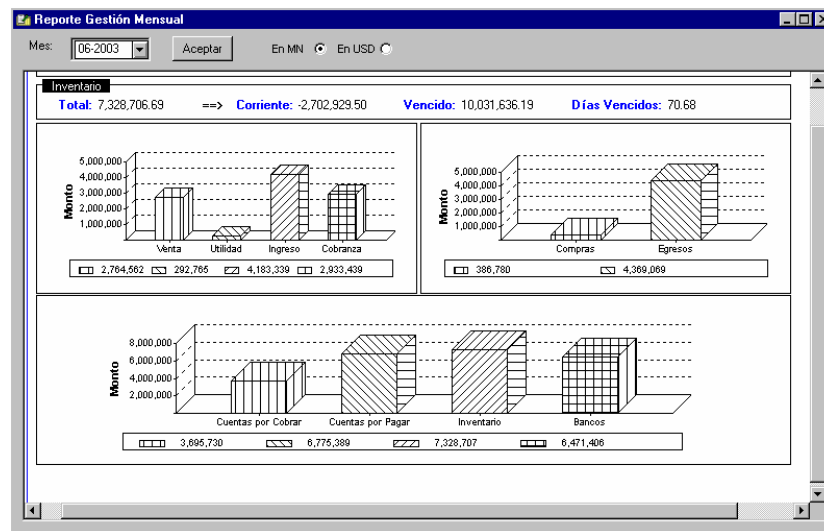 Reporte Gestión Mensual
Mes: 06-2003 Aceptar En MN En USD
Inventario
Total: 7,328,706.69 ==> Corriente: -2,702,929.50 Vencido: 10,031,636.19 Días Vencidos: 70.68
Monto
5,000,000
4,000,000
3,000,000
2,000,000
1,000,000
Venta Utilidad Ingreso Cobranza
2,764,562 292,765 4,183,339 2,933,439
Monto
5,000,000
4,000,000
3,000,000
2,000,000
1,000,000
Compras Egresos
386,780 4,369,069
Monto
8,000,000
6,000,000
4,000,000
2,000,000
Cuentas por Cobrar Cuentas por Pagar Inventario Bancos
3,695,730 6,775,389 7,328,707 6,471,406